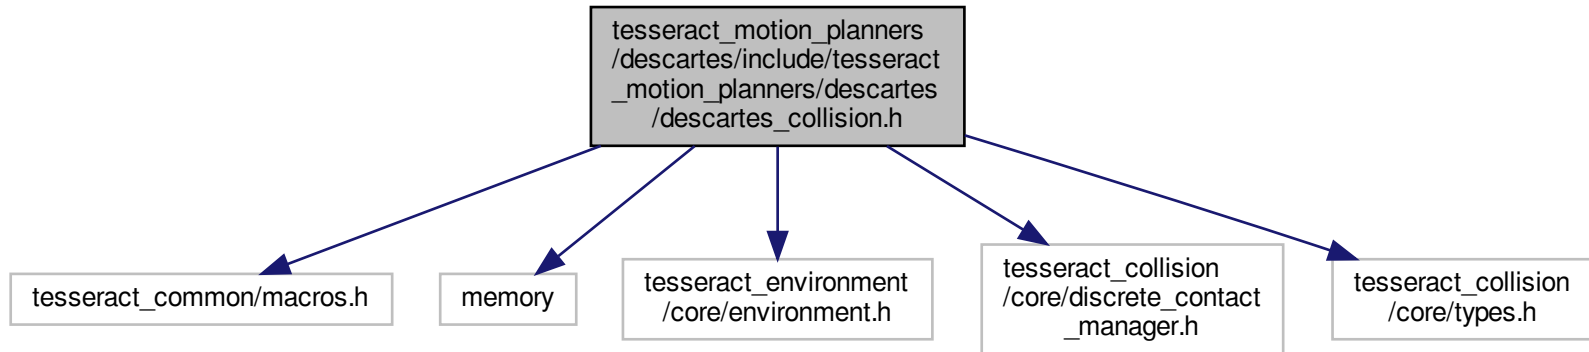 tesseract_motion_planners
/descartes/include/tesseract
_motion_planners/descartes
/descartes_collision.h
tesseract_common/macros.h
memory
tesseract_environment
/core/environment.h
tesseract_collision
/core/discrete_contact
_manager.h
tesseract_collision
/core/types.h